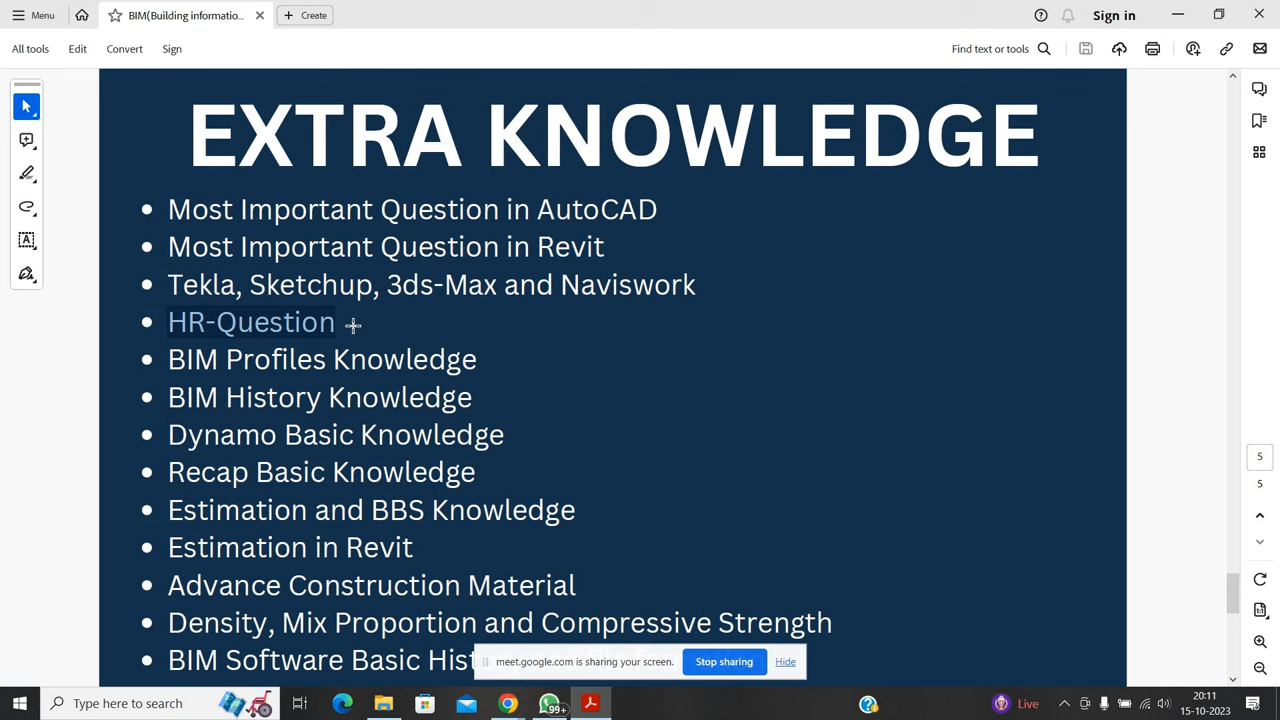 Menu
BIM(Building informatio...
Create
Sign in
All tools
Edit
Convert
Sign
Find text or tools
EXTRA KNOWLEDGE
• Most Important Question in AutoCAD
• Most Important Question in Revit
• Tekla, Sketchup, 3ds-Max and Naviswork
• HR-Question
• BIM Profiles Knowledge
• BIM History Knowledge
• Dynamo Basic Knowledge
• Recap Basic Knowledge
• Estimation and BBS Knowledge
• Estimation in Revit
• Advance Construction Material
• Density, Mix Proportion and Compressive Strength
• BIM Software Basic
meet.google.com is sharing your screen.
Stop sharing
Hide
5
5
Type here to search
99+
Live
20:11
15-10-2023